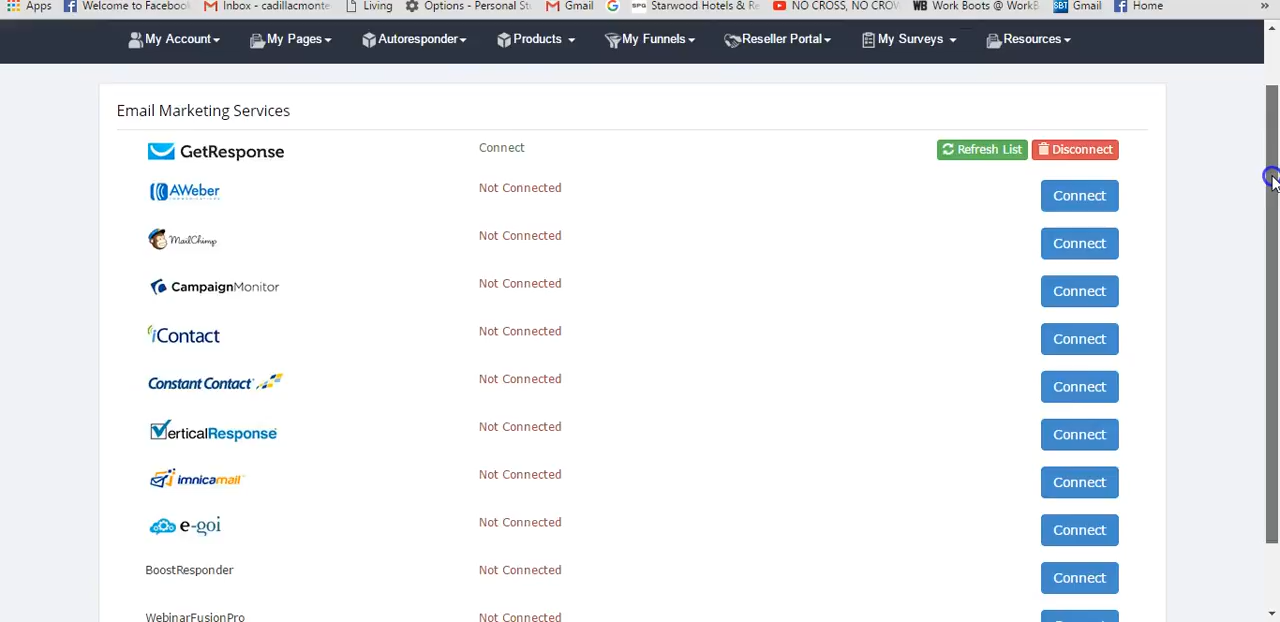 Apps Welcome to Facebook Inbox - cadillacmonte Living Options - Personal St Gmail Starwood Hotels & Re NO CROSS, NO CROW Work Boots @ WorkB Gmail Home »
My Account My Pages Autoresponder Products My Funnels Reseller Portal My Surveys Resources
Email Marketing Services
GetResponse Connect Refresh List Disconnect
AWeber Not Connected Connect
MailChimp Not Connected Connect
CampaignMonitor Not Connected Connect
iContact Not Connected Connect
Constant Contact Not Connected Connect
VerticalResponse Not Connected Connect
imnicamail Not Connected Connect
e-goi Not Connected Connect
BoostResponder Not Connected Connect
WebinarFusionPro Not Connected